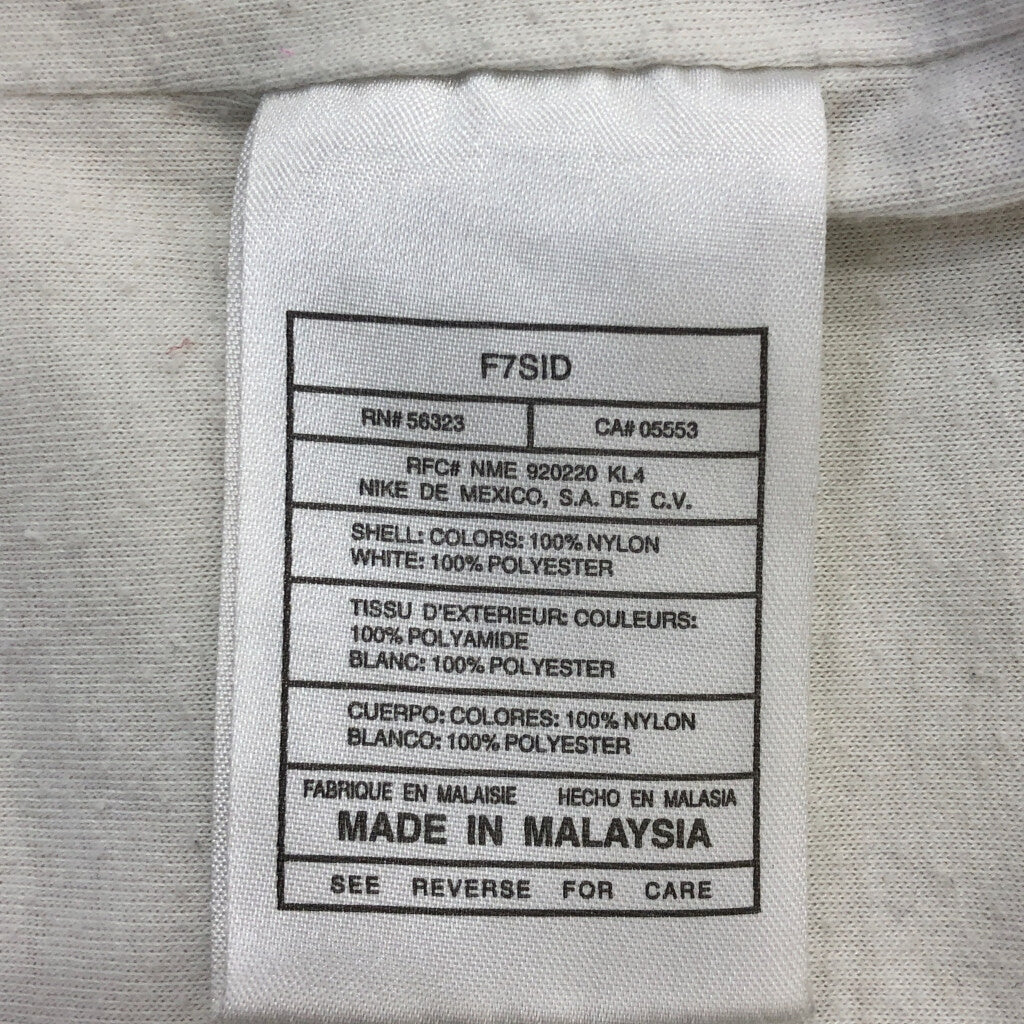 F7SID
RN# 56323 CA# 05553
RFC# NME 920220 KL4
NIKE DE MEXICO, S.A. DE C.V.
SHELL: COLORS: 100% NYLON
WHITE: 100% POLYESTER
TISSU D'EXTERIEUR: COULEURS:
100% POLYAMIDE
BLANC: 100% POLYESTER
CUERPO: COLORES: 100% NYLON
BLANCO: 100% POLYESTER
FABRIQUE EN MALAISIE HECHO EN MALASIA
MADE IN MALAYSIA
SEE REVERSE FOR CARE